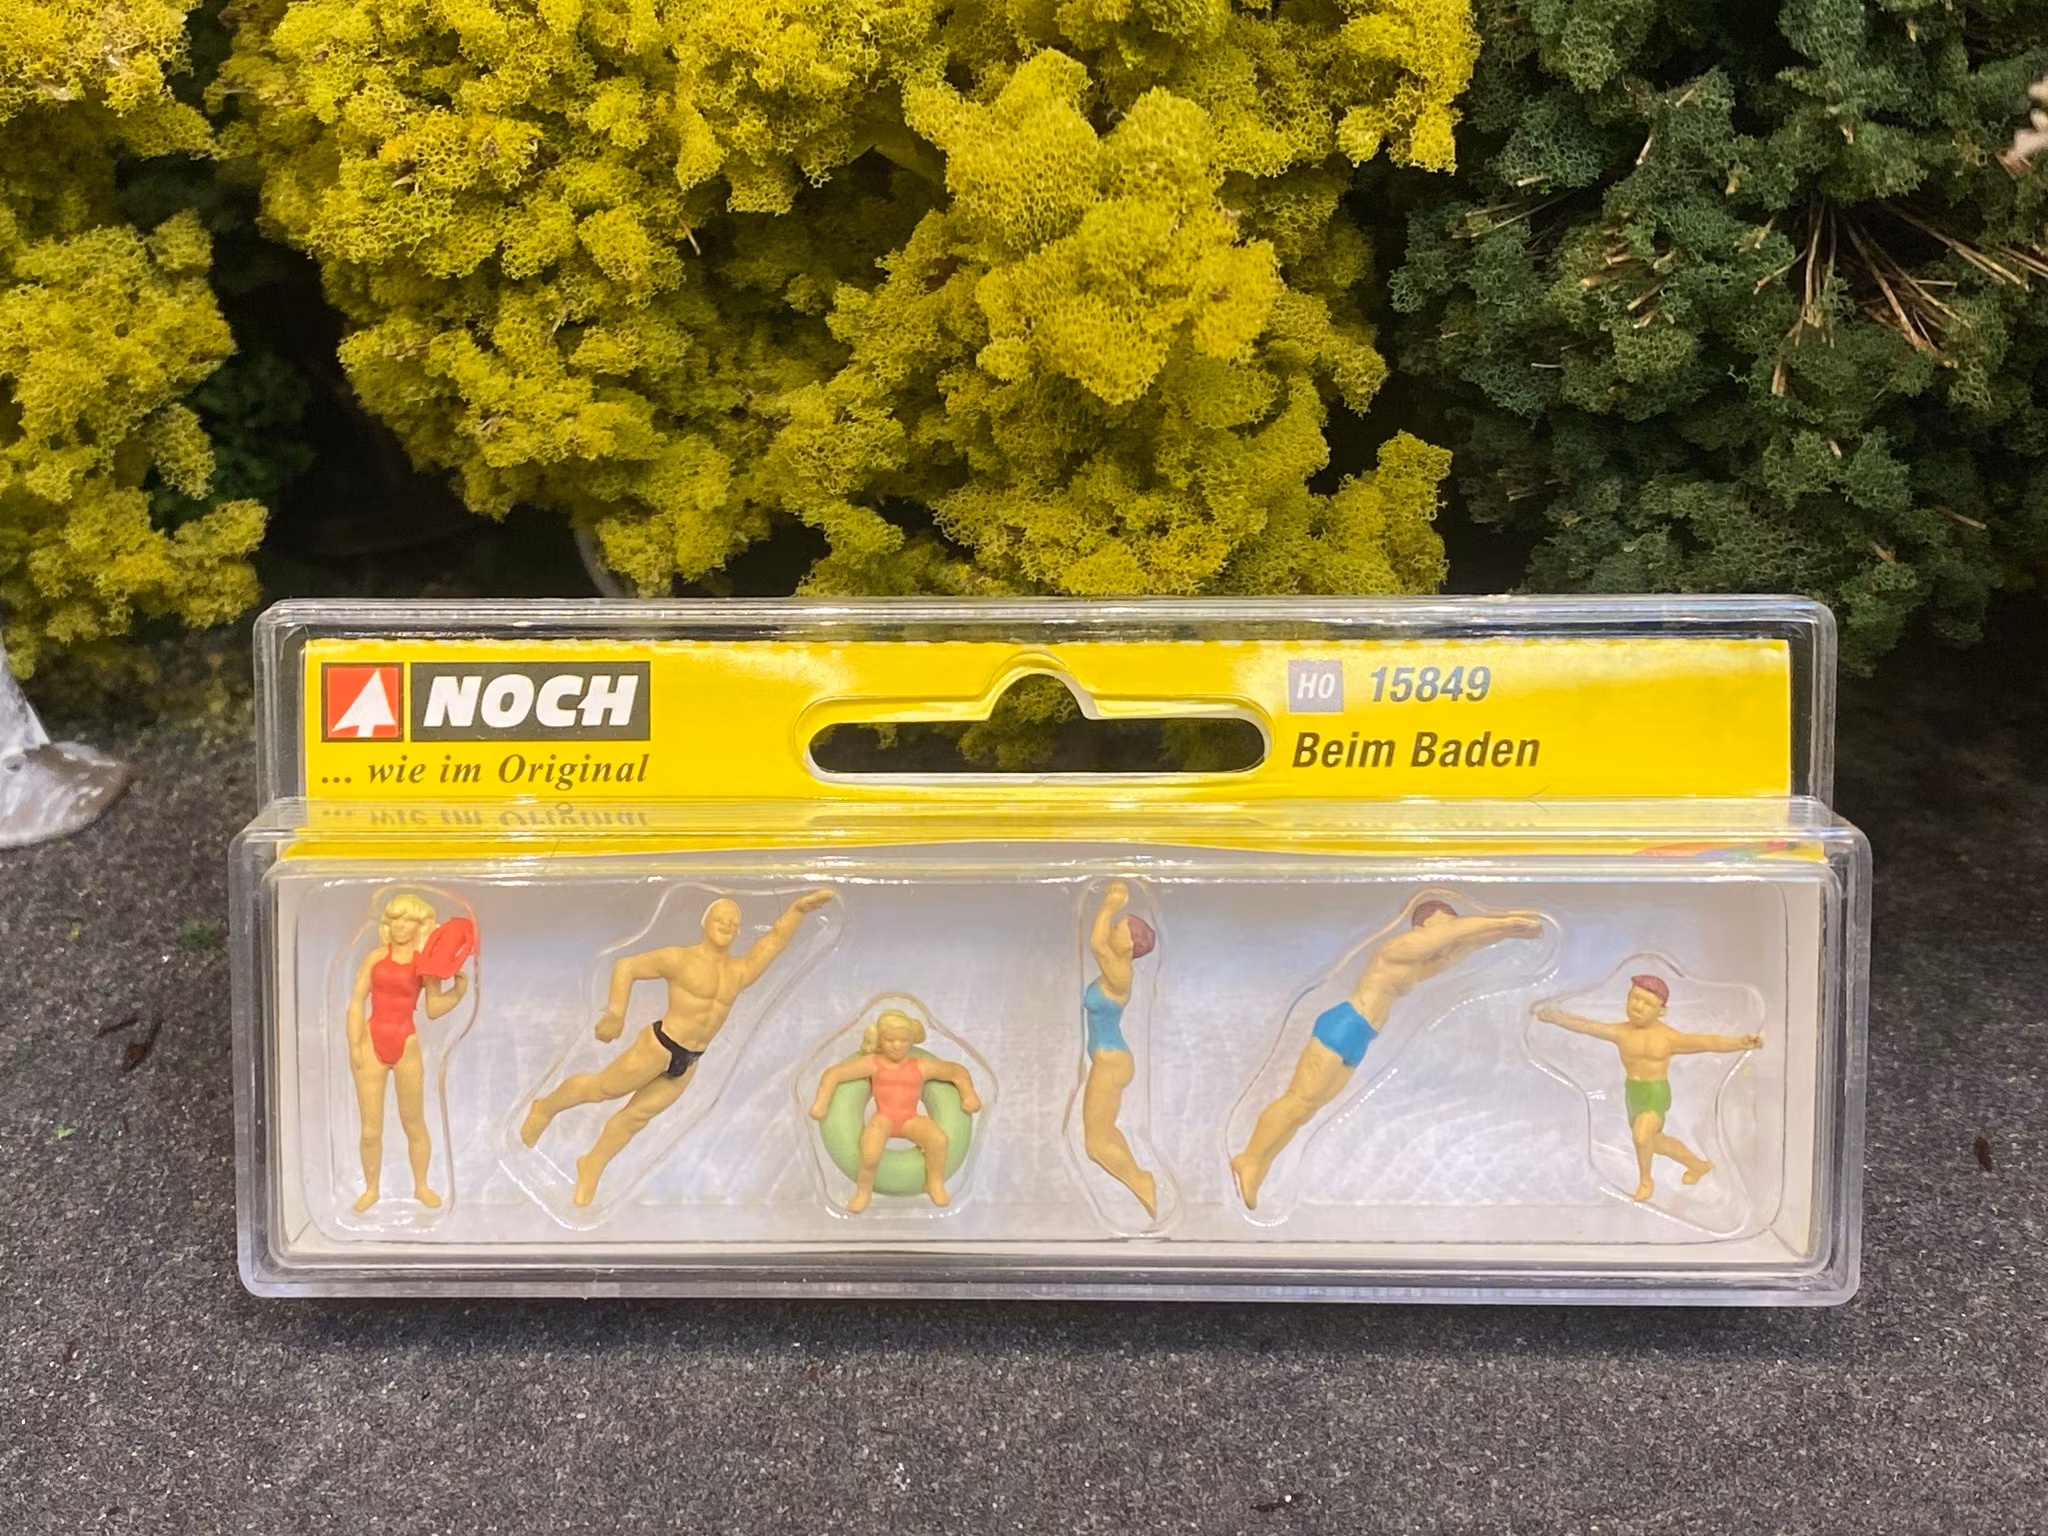 NOCH
... wie im Original
H0 15849
Beim Baden